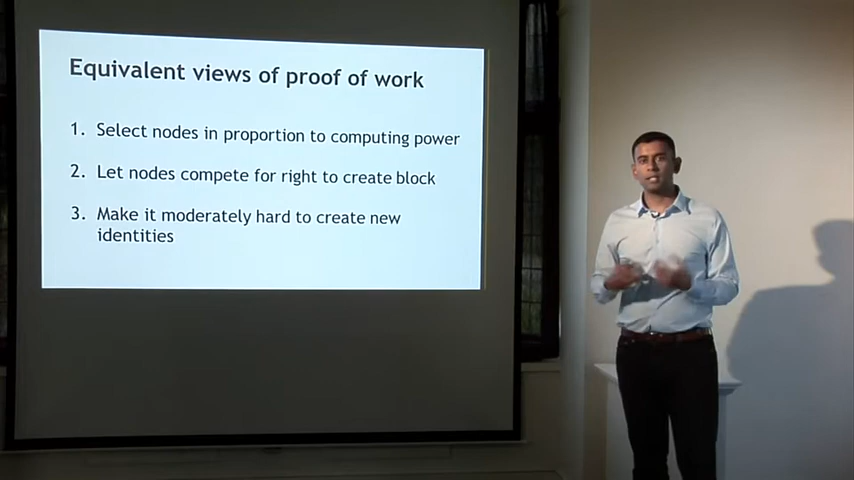 Equivalent views of proof of work
1. Select nodes in proportion to computing power
2. Let nodes compete for right to create block
3. Make it moderately hard to create new
identities